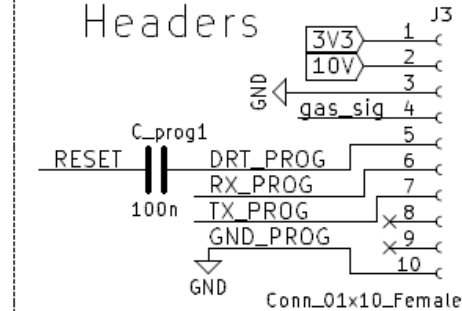 Headers
J3
3V3 1
10V 2
GND 3
gas_sig 4
C_prog1
5
RESET DRT_PROG 6
RX_PROG 7
100n TX_PROG 8
GND_PROG 9
10
GND
Conn_01x10_Female